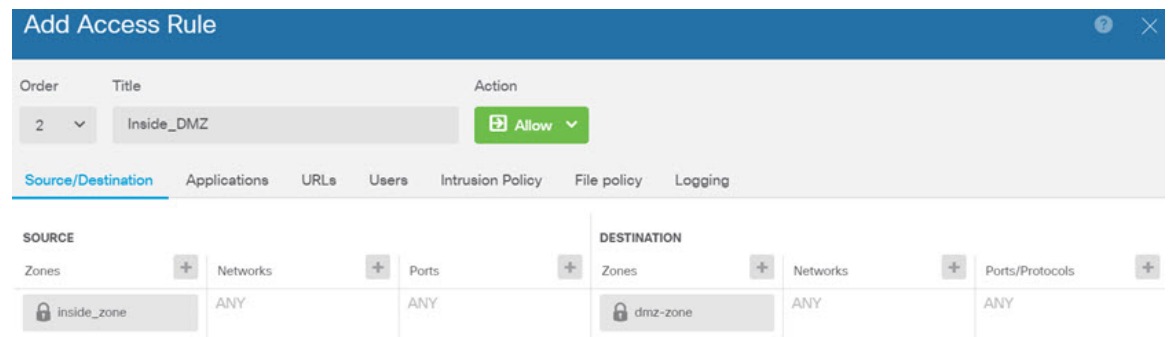 Add Access Rule
Order Title Action
2 Inside_DMZ Allow
Source/Destination Applications URLs Users Intrusion Policy File policy Logging
SOURCE DESTINATION
Zones + Networks + Ports + Zones + Networks + Ports/Protocols +
inside_zone ANY ANY dmz-zone ANY ANY